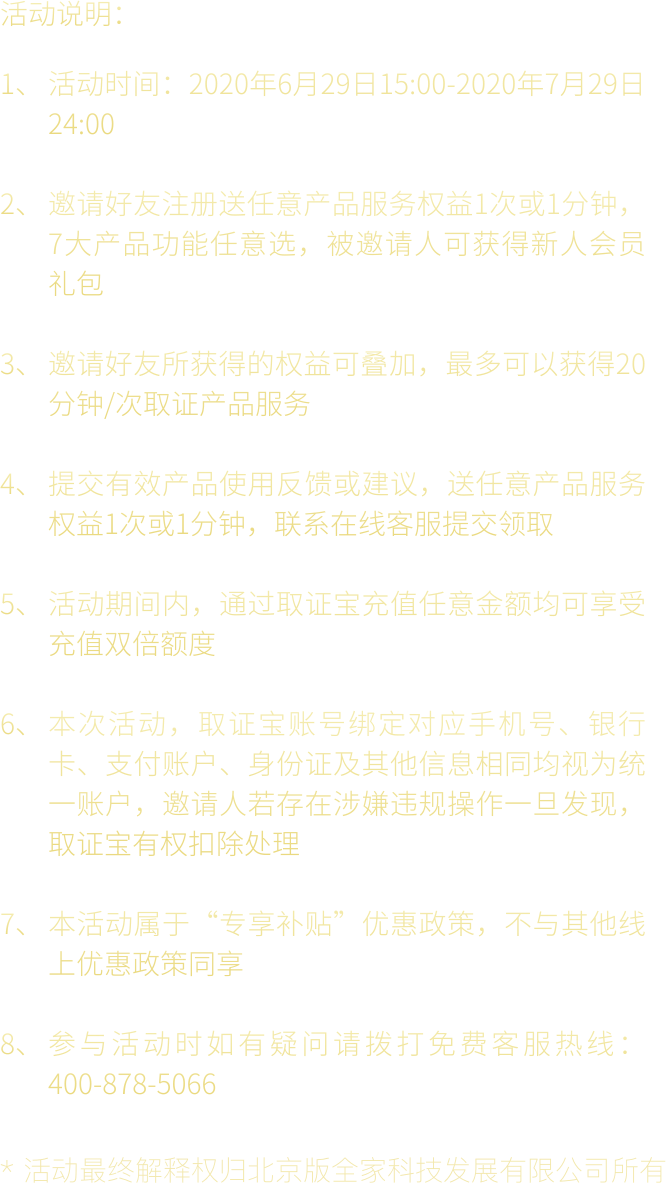 活动说明：
1、 活动时间：2020年6月29日15:00-2020年7月29日
24:00
2、 邀请好友注册送任意产品服务权益1次或1分钟，
7大产品功能任意选，被邀请人可获得新人会员
礼包
3、 邀请好友所获得的权益可叠加，最多可以获得20
分钟/次取证产品服务
4、 提交有效产品使用反馈或建议，送任意产品服务
权益1次或1分钟，联系在线客服提交领取
5、 活动期间内，通过取证宝充值任意金额均可享受
充值双倍额度
6、 本次活动，取证宝账号绑定对应手机号、银行
卡、支付账户、身份证及其他信息相同均视为统
一账户，邀请人若存在涉嫌违规操作一旦发现，
取证宝有权扣除处理
7、 本活动属于“专享补贴”优惠政策，不与其他线
上优惠政策同享
8、 参与活动时如有疑问请拨打免费客服热线：
400-878-5066
* 活动最终解释权归北京版全家科技发展有限公司所有